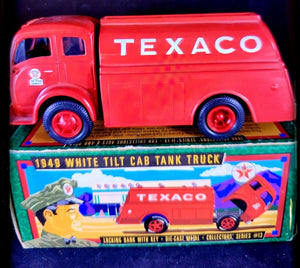 TEXACO
1949 WHITE TILT CAB TANK TRUCK
TEXACO
LOCKING BANK WITH KEY • DIE-CAST METAL • COLLECTORS' SERIES #13